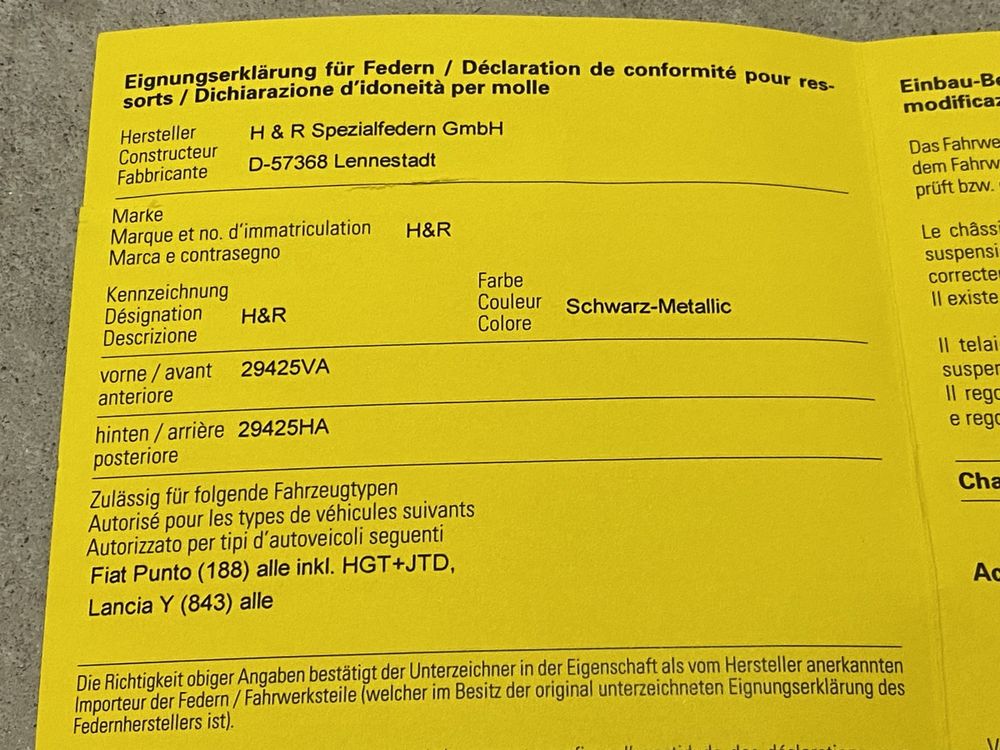 Eignungserklärung für Federn / Déclaration de conformité pour res-
sorts / Dichiarazione d'idoneità per molle
Hersteller
Constructeur
Fabbricante
H & R Spezialfedern GmbH
D-57368 Lennestadt
Marke
Marque et no. d'immatriculation
Marca e contrasegno
H&R
Kennzeichnung
Désignation
Descrizione
H&R
Farbe
Couleur
Colore
Schwarz-Metallic
vorne / avant
anteriore
29425VA
hinten / arrière
posteriore
29425HA
Zulässig für folgende Fahrzeugtypen
Autorisé pour les types de véhicules suivants
Autorizzato per tipi d'autoveicoli seguenti
Fiat Punto (188) alle inkl. HGT+JTD,
Lancia Y (843) alle
Die Richtigkeit obiger Angaben bestätigt der Unterzeichner in der Eigenschaft als vom Hersteller anerkannten
Importeur der Federn / Fahrwerksteile (welcher im Besitz der original unterzeichneten Eignungserklärung des
Federnherstellers ist).
Einbau-Be
modificaz
Das Fahrwe
dem Fahrw
prüft bzw.
Le châss
suspensi
correcte
Il existe
Il telai
susper
Il rego
e rego
Cha
Ac